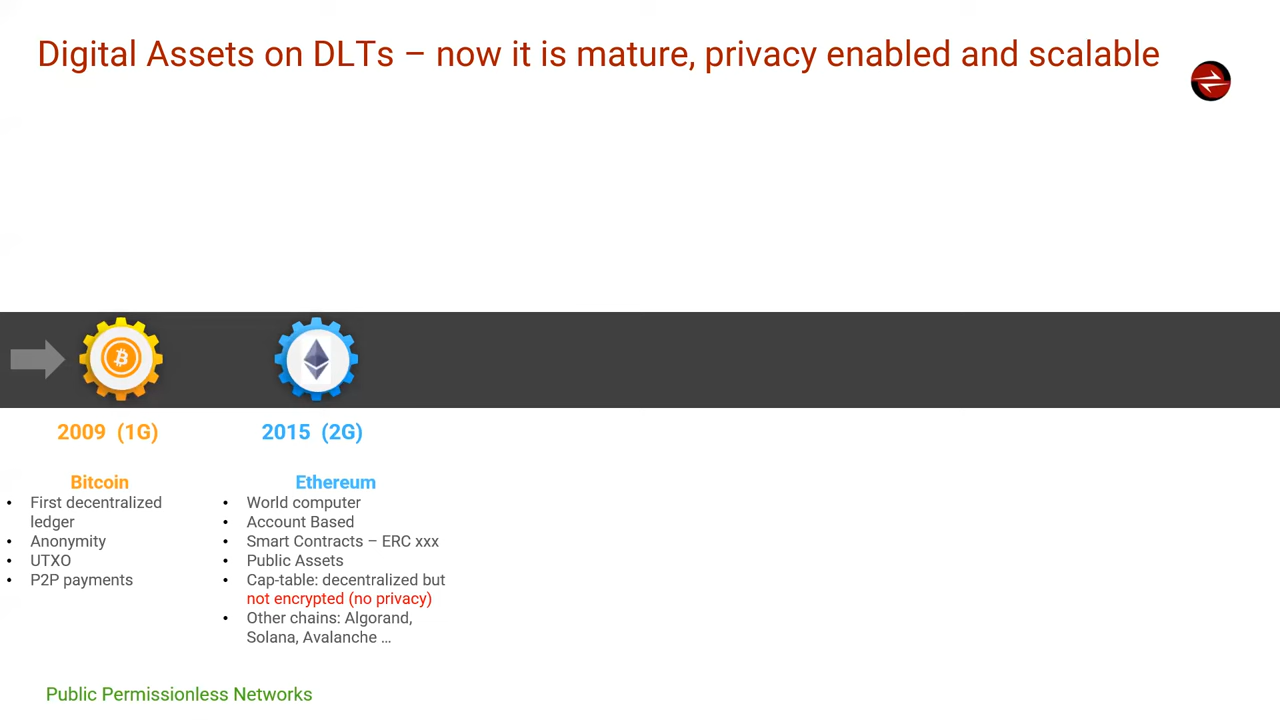 Digital Assets on DLTs – now it is mature, privacy enabled and scalable
2009 (1G)
Bitcoin
• First decentralized
ledger
• Anonymity
• UTXO
• P2P payments
2015 (2G)
Ethereum
• World computer
• Account Based
• Smart Contracts – ERC xxx
• Public Assets
• Cap-table: decentralized but
not encrypted (no privacy)
• Other chains: Algorand,
Solana, Avalanche ...
Public Permissionless Networks